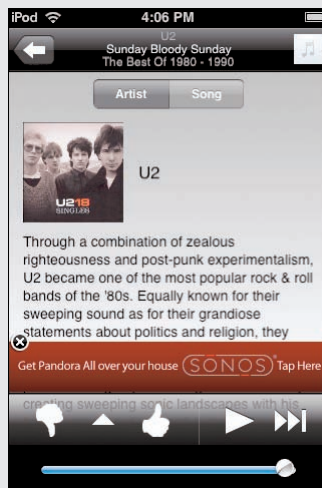 iPod 4:06 PM
U2
Sunday Bloody Sunday
The Best Of 1980 - 1990
Artist Song
U218
SINGLES
U2
Through a combination of zealous
righteousness and post-punk experimentalism,
U2 became one of the most popular rock & roll
bands of the '80s. Equally known for their
sweeping sound as for their grandiose
statements about politics and religion, they
Get Pandora All over your house SONOS Tap Here
creating sweeping sonic landscapes with his